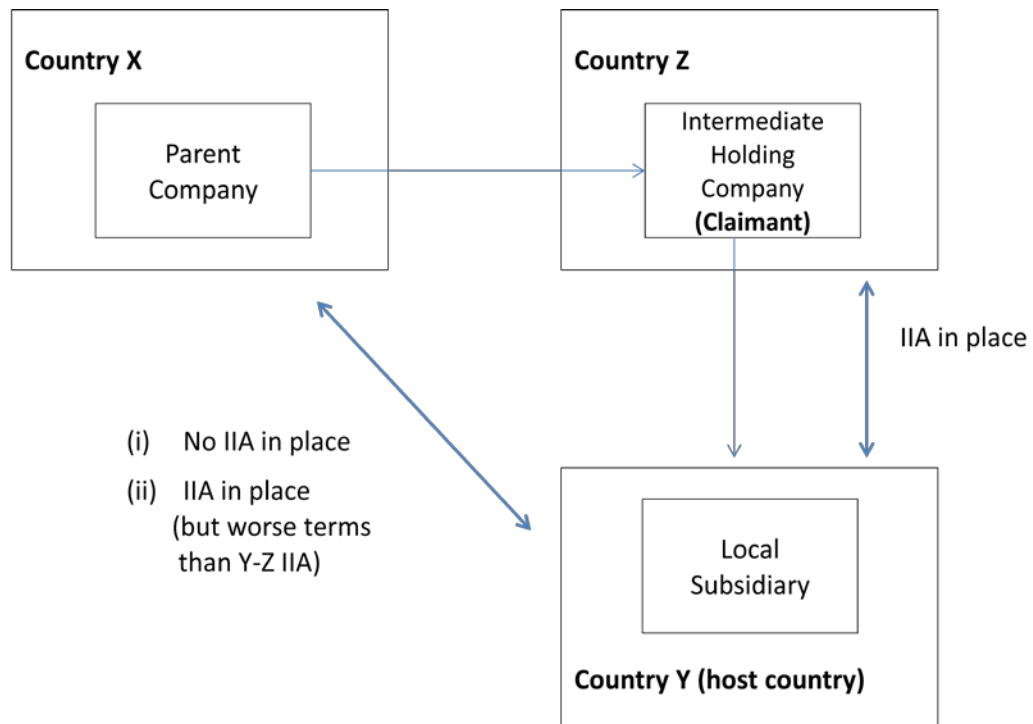 Country X
Parent
Company
Country Z
Intermediate
Holding
Company
(Claimant)
IIA in place
(i) No IIA in place
(ii) IIA in place
(but worse terms
than Y-Z IIA)
Local
Subsidiary
Country Y (host country)